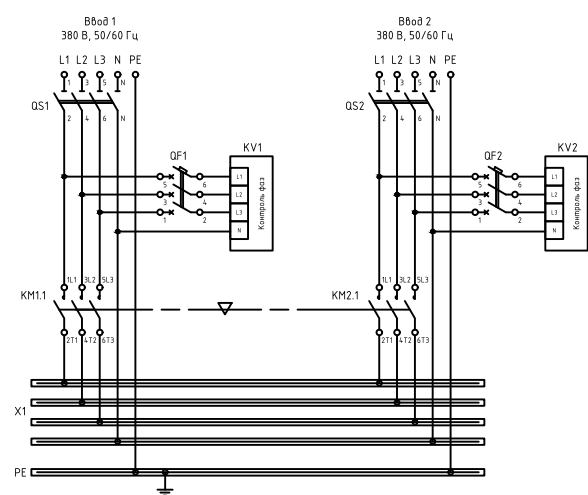 Ввод 1
380 В, 50/60 Гц
L1 L2 L3 N PE
1 3 5 N
QS1
2 4 6 N
QF1
KV1
5 6 L1
3 4 L2
1 2 L3
N
Контроль фаз
1L1 3L2 5L3
KM1.1
2T1 4T2 6T3
Ввод 2
380 В, 50/60 Гц
L1 L2 L3 N PE
1 3 5 N
QS2
2 4 6 N
QF2
KV2
5 6 L1
3 4 L2
1 2 L3
N
Контроль фаз
1L1 3L2 5L3
KM2.1
2T1 4T2 6T3
X1
PE